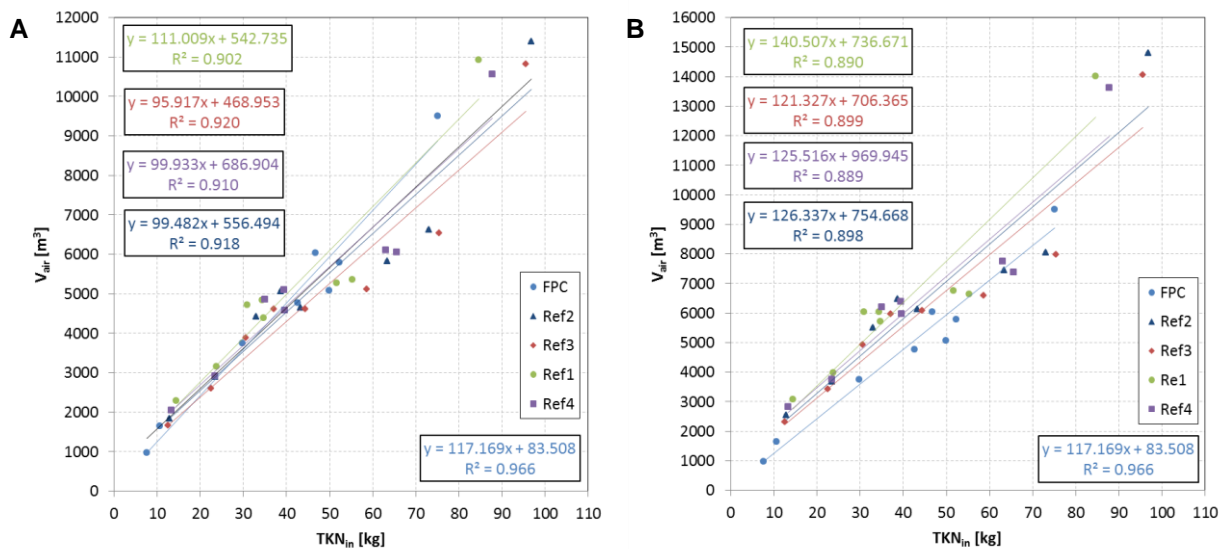 A
12000
11000
10000
9000
8000
7000
6000
5000
4000
3000
2000
1000
0
V_air [m³]
y = 111.009x + 542.735
R² = 0.902
y = 95.917x + 468.953
R² = 0.920
y = 99.933x + 686.904
R² = 0.910
y = 99.482x + 556.494
R² = 0.918
FPC
Ref2
Ref3
Ref1
Ref4
y = 117.169x + 83.508
R² = 0.966
0 10 20 30 40 50 60 70 80 90 100 110
TKN_in [kg]
B
16000
15000
14000
13000
12000
11000
10000
9000
8000
7000
6000
5000
4000
3000
2000
1000
0
V_air [m³]
y = 140.507x + 736.671
R² = 0.890
y = 121.327x + 706.365
R² = 0.899
y = 125.516x + 969.945
R² = 0.889
y = 126.337x + 754.668
R² = 0.898
FPC
Ref2
Ref3
Re1
Ref4
y = 117.169x + 83.508
R² = 0.966
0 10 20 30 40 50 60 70 80 90 100 110
TKN_in [kg]